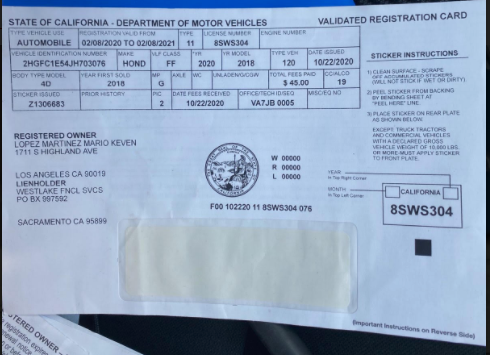 STATE OF CALIFORNIA - DEPARTMENT OF MOTOR VEHICLES VALIDATED REGISTRATION CARD
TYPE VEHICLE USE REGISTRATION VALID FROM TYPE LICENSE NUMBER ENGINE NUMBER
AUTOMOBILE 02/08/2020 TO 02/08/2021 11 8SWS304
VEHICLE IDENTIFICATION NUMBER MAKE VLF CLASS *YR YR MODEL TYPE VEH DATE ISSUED
2HGFC1E54JH703076 HOND FF 2020 2018 120 10/22/2020
BODY TYPE MODEL YEAR FIRST SOLD MP AXLE WC UNLADEN/G/CGW TOTAL FEES PAID CC/ALCO
4D 2018 G $ 45.00 19
STICKER ISSUED PRIOR HISTORY PIC DATE FEES RECEIVED OFFICE/TECH ID/SEQ MISC/EQ NO
Z1306683 2 10/22/2020 VA7JB 0005
STICKER INSTRUCTIONS
1) CLEAN SURFACE - SCRAPE
OFF ACCUMULATED STICKERS
(WILL NOT STICK IF WET OR DIRTY)
2) PEEL STICKER FROM BACKING
BY BENDING SHEET AT
"PEEL HERE" LINE.
3) PLACE STICKER ON REAR PLATE
AS SHOWN BELOW.
EXCEPT TRUCK TRACTORS
AND COMMERCIAL VEHICLES
WITH A DECLARED GROSS
VEHICLE WEIGHT OF 10,000 LBS.
OR MORE-MUST APPLY STICKER
TO FRONT PLATE.
REGISTERED OWNER
LOPEZ MARTINEZ MARIO KEVEN
1711 S HIGHLAND AVE
LOS ANGELES CA 90019
LIENHOLDER
WESTLAKE FNCL SVCS
PO BX 997592
SACRAMENTO CA 95899
W 00000
R 00000
L 00000
F00 102220 11 8SWS304 076
YEAR
in Top Right Corner
MONTH
in Top Left Corner
CALIFORNIA
8SWS304
(Important Instructions on Reverse Side)